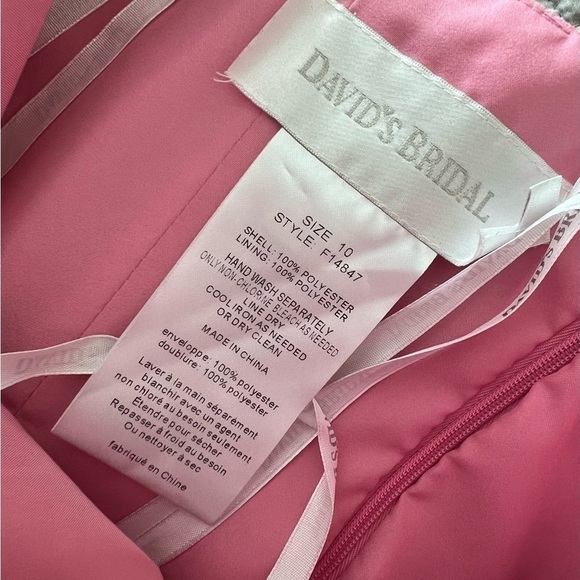 DAVID'S BRIDAL
SIZE 10
STYLE: F14847
SHELL: 100% POLYESTER
LINING: 100% POLYESTER
HAND WASH SEPARATELY
ONLY NON-CHLORINE BLEACH AS NEEDED
LINE DRY
COOL IRON AS NEEDED
OR DRY CLEAN
MADE IN CHINA
enveloppe: 100% polyester
doublure: 100% polyester
Laver à la main séparément
blanchir avec un agent
non chloré au besoin seulement
Étendre pour sécher
Repasser à froid au besoin
Ou nettoyer à sec
fabriqué en Chine
DAVID'S BR